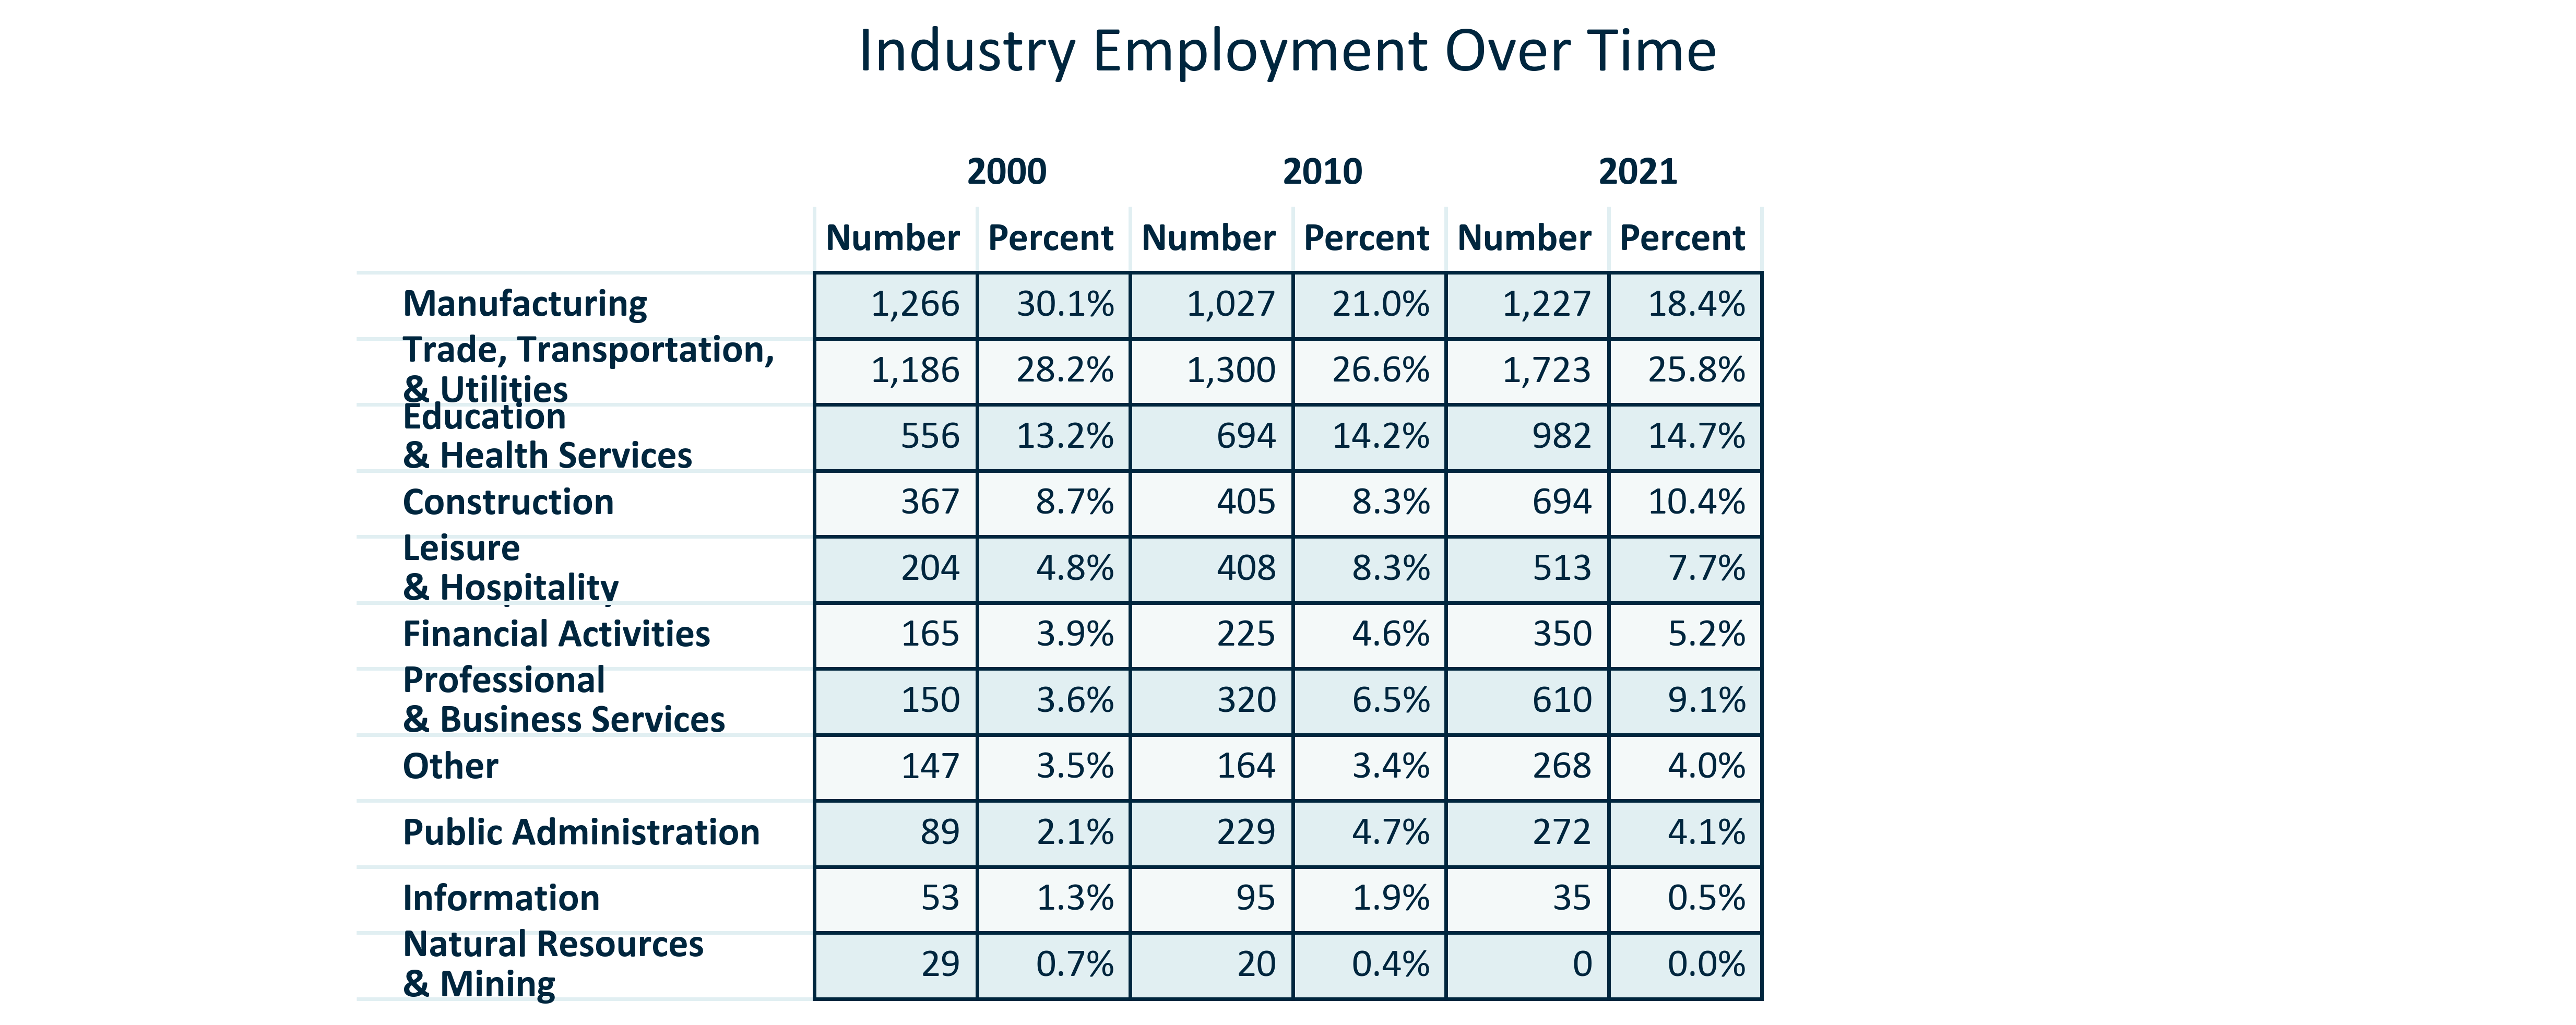 Industry Employment Over Time
2000 2010 2021
Number Percent Number Percent Number Percent
Manufacturing 1,266 30.1% 1,027 21.0% 1,227 18.4%
Trade, Transportation,
& Utilities 1,186 28.2% 1,300 26.6% 1,723 25.8%
Education
& Health Services 556 13.2% 694 14.2% 982 14.7%
Construction 367 8.7% 405 8.3% 694 10.4%
Leisure
& Hospitality 204 4.8% 408 8.3% 513 7.7%
Financial Activities 165 3.9% 225 4.6% 350 5.2%
Professional
& Business Services 150 3.6% 320 6.5% 610 9.1%
Other 147 3.5% 164 3.4% 268 4.0%
Public Administration 89 2.1% 229 4.7% 272 4.1%
Information 53 1.3% 95 1.9% 35 0.5%
Natural Resources
& Mining 29 0.7% 20 0.4% 0 0.0%